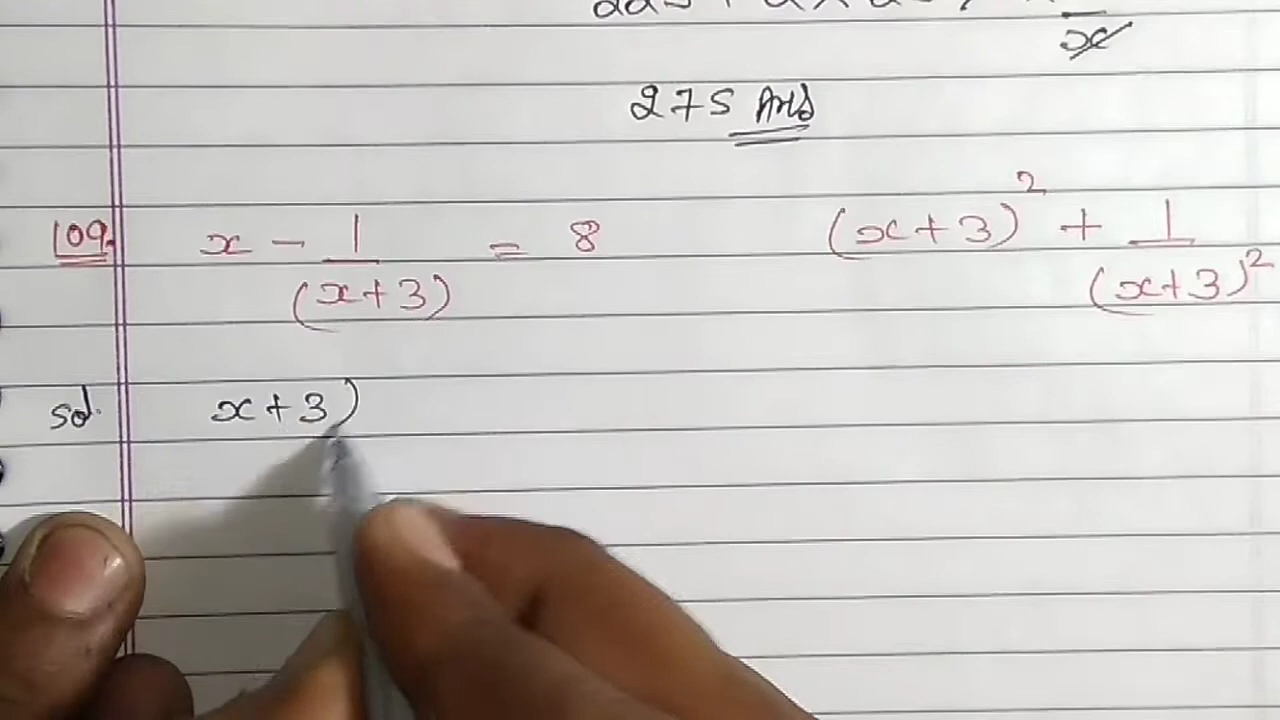 275 Ans
109. x - 1/(x+3) = 8 (x+3)² + 1/(x+3)²
Sol. x+3)